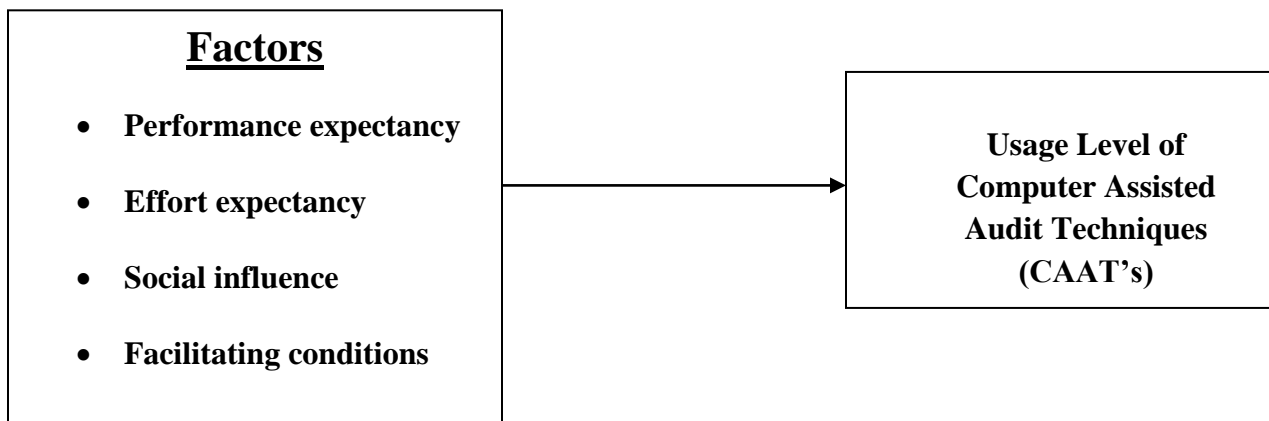 Factors
• Performance expectancy
• Effort expectancy
• Social influence
• Facilitating conditions
Usage Level of
Computer Assisted
Audit Techniques
(CAAT’s)